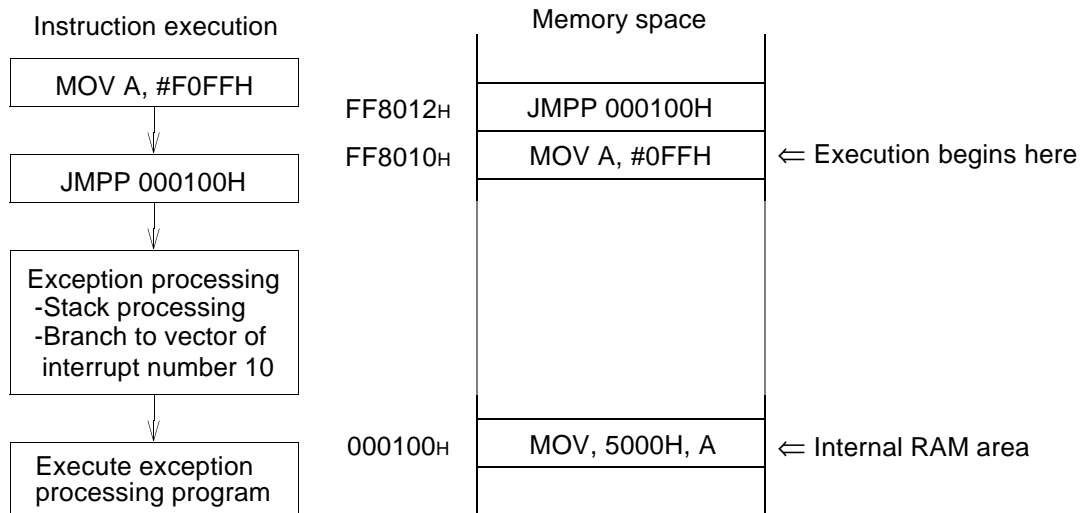 Instruction execution
MOV A, #F0FFH
JMPP 000100H
Exception processing
-Stack processing
-Branch to vector of
interrupt number 10
Execute exception
processing program
Memory space
FF8012H
JMPP 000100H
FF8010H
MOV A, #0FFH
⇐ Execution begins here
000100H
MOV, 5000H, A
⇐ Internal RAM area